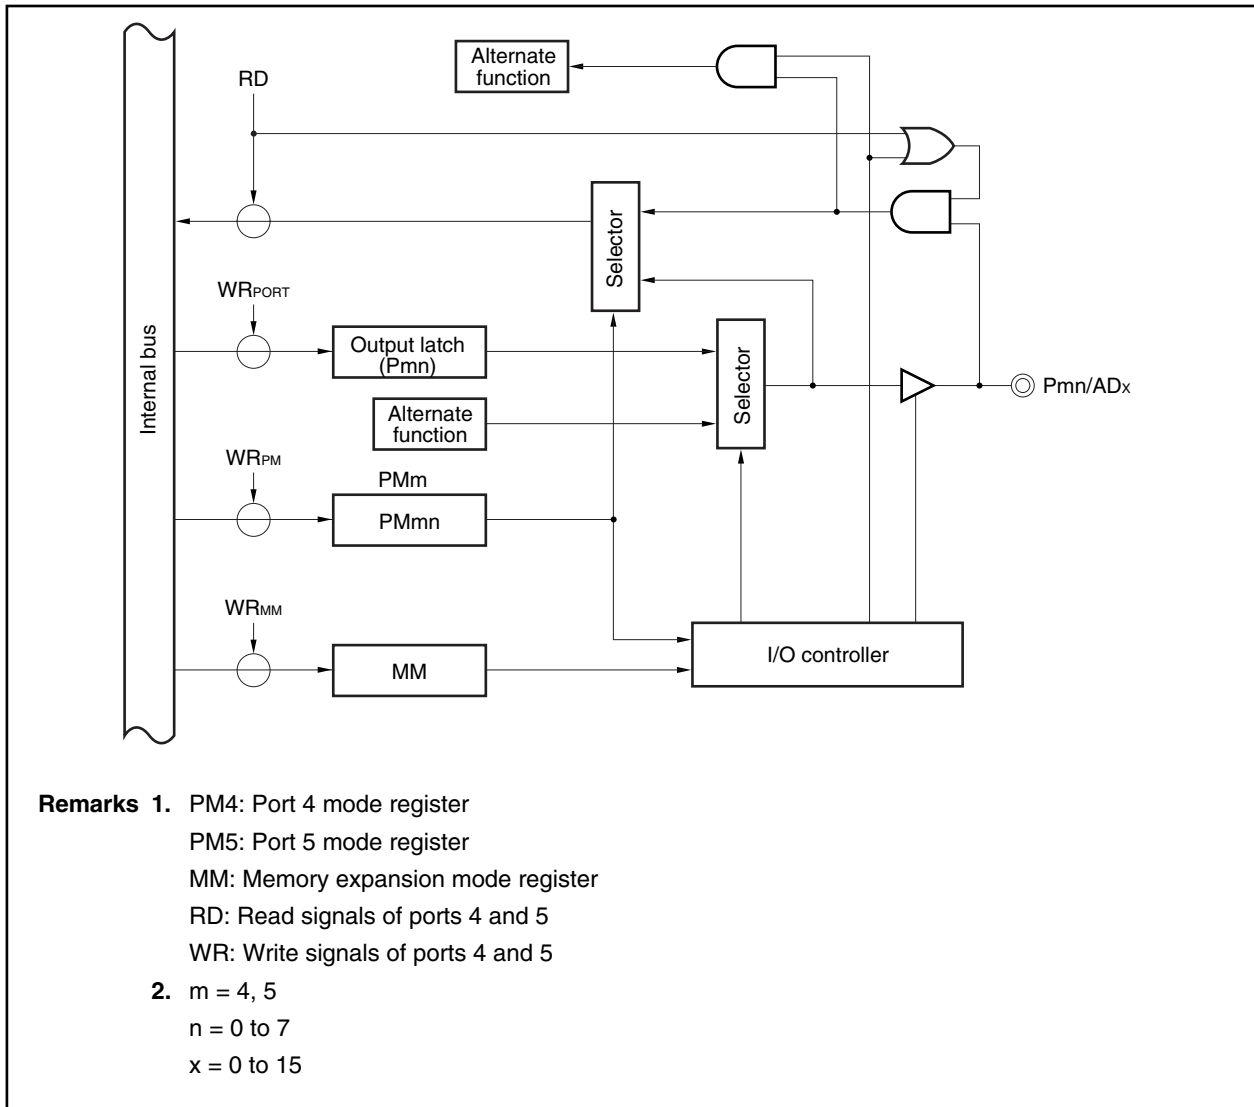 Alternate
function
RD
Selector
WRPORT
Output latch
(Pmn)
Selector
Pmn/ADx
Internal bus
Alternate
function
WRPM
PMm
PMmn
WRMM
MM
I/O controller
Remarks 1. PM4: Port 4 mode register
PM5: Port 5 mode register
MM: Memory expansion mode register
RD: Read signals of ports 4 and 5
WR: Write signals of ports 4 and 5
2. m = 4, 5
n = 0 to 7
x = 0 to 15